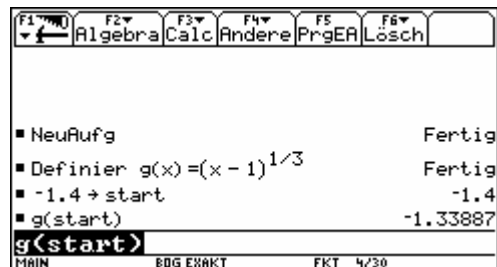 F1 F2 F3 F4 F5 F6
Algebra Calc Andere PrgEA Lösch
▪ NeuAufg Fertig
▪ Definier g(x) = (x - 1)^1/3 Fertig
▪ -1.4 → start -1.4
▪ g(start) -1.33887
g(start)
MAIN BOG EXAKT FKT 4/30